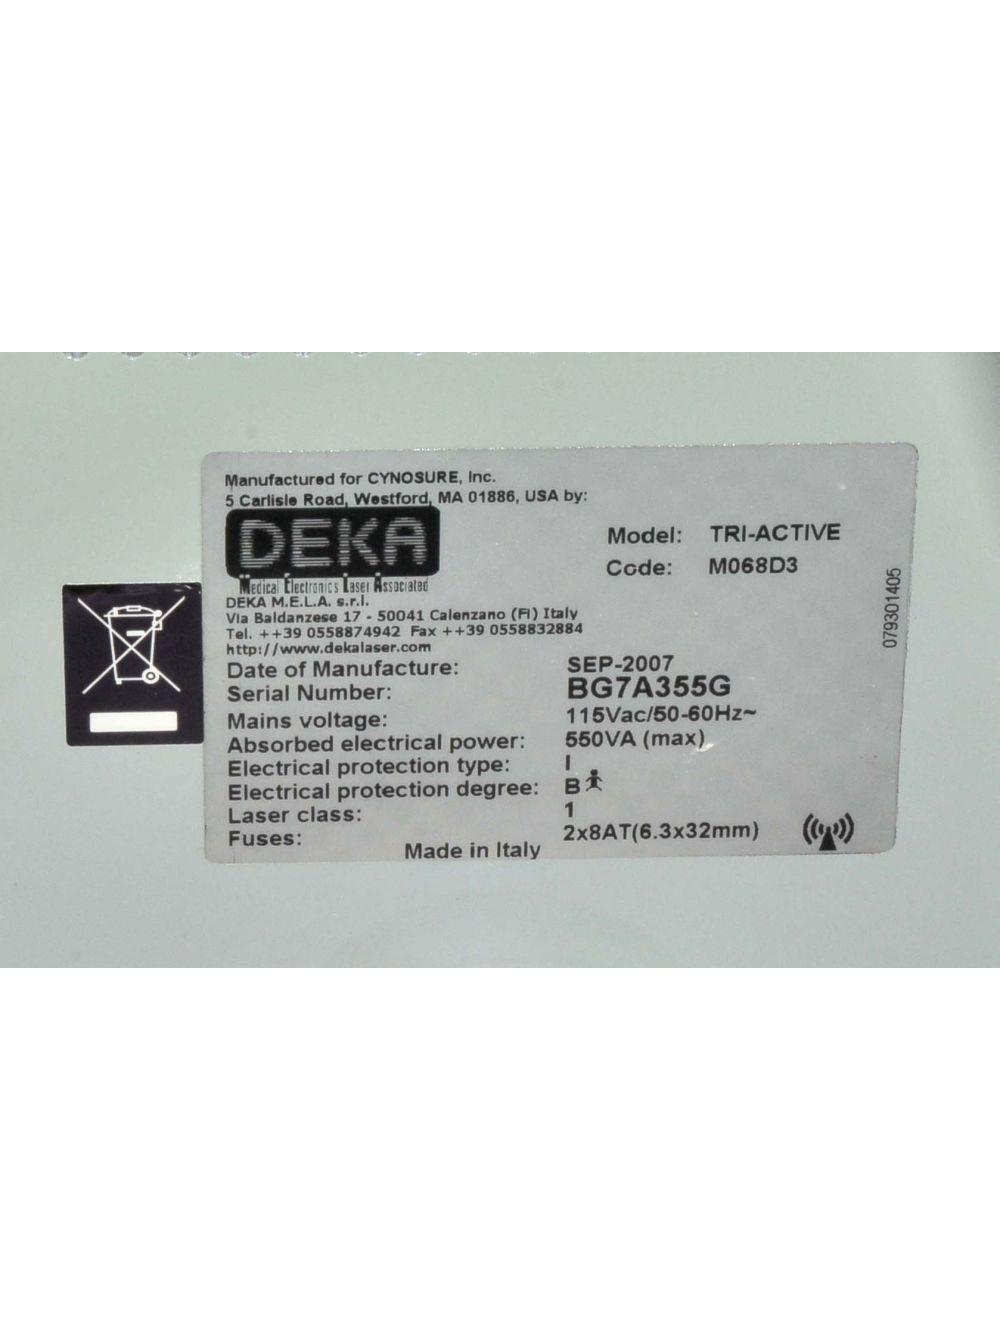 Manufactured for CYNOSURE, Inc.
5 Carlisle Road, Westford, MA 01886, USA by:
DEKA
Medical Electronics Laser Associated
DEKA M.E.L.A. s.r.l.
Via Baldanzese 17 - 50041 Calenzano (FI) Italy
Tel. ++39 0558874942 Fax ++39 0558832884
http://www.dekalaser.com
Model: TRI-ACTIVE
Code: M068D3
Date of Manufacture: SEP-2007
Serial Number: BG7A355G
Mains voltage: 115Vac/50-60Hz~
Absorbed electrical power: 550VA (max)
Electrical protection type: I
Electrical protection degree: B
Laser class: 1
Fuses: 2x8AT(6.3x32mm)
Made in Italy
079301405